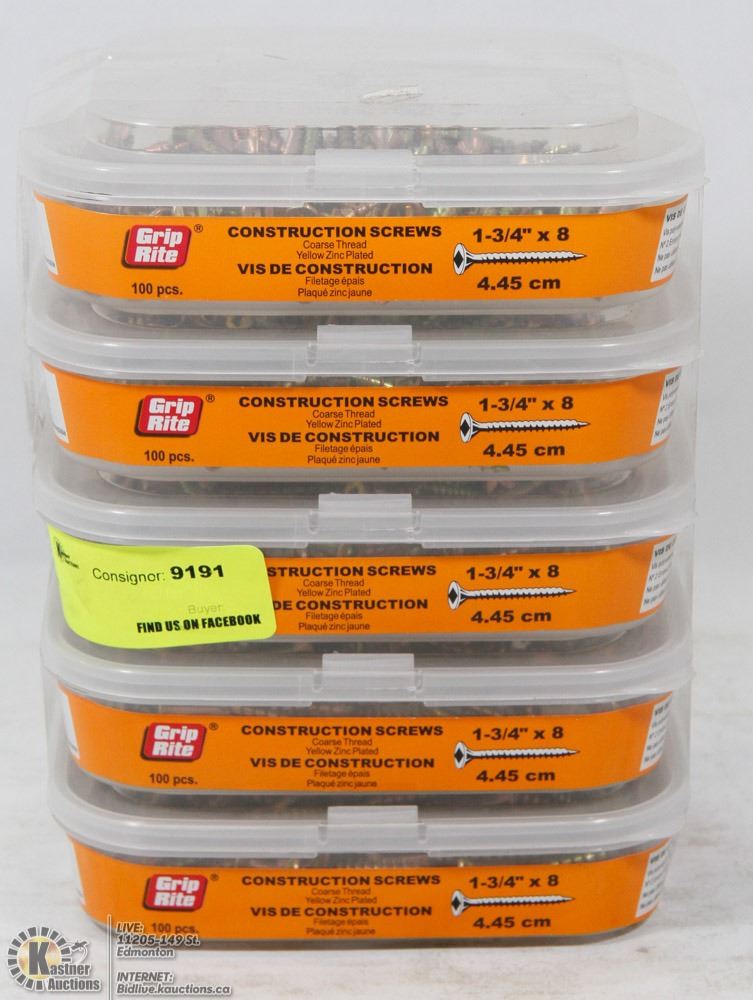 Grip Rite ®
100 pcs.
CONSTRUCTION SCREWS
Coarse Thread
Yellow Zinc Plated
VIS DE CONSTRUCTION
Filetage épais
Plaqué zinc jaune
1-3/4" x 8
4.45 cm
VIS DE
Grip Rite ®
100 pcs.
CONSTRUCTION SCREWS
Coarse Thread
Yellow Zinc Plated
VIS DE CONSTRUCTION
Filetage épais
Plaqué zinc jaune
1-3/4" x 8
4.45 cm
Consignor: 9191
Buyer:
FIND US ON FACEBOOK
STRUCTION SCREWS
Coarse Thread
Yellow Zinc Plated
DE CONSTRUCTION
Filetage épais
Plaqué zinc jaune
1-3/4" x 8
4.45 cm
Grip Rite ®
100 pcs.
CONSTRUCTION SCREWS
Coarse Thread
Yellow Zinc Plated
VIS DE CONSTRUCTION
Filetage épais
Plaqué zinc jaune
1-3/4" x 8
4.45 cm
Grip Rite ®
100 pcs.
CONSTRUCTION SCREWS
Coarse Thread
Yellow Zinc Plated
VIS DE CONSTRUCTION
Filetage épais
Plaqué zinc jaune
1-3/4" x 8
4.45 cm
Kastner Auctions
LIVE:
11205-149 St.
Edmonton
INTERNET:
Bidlive.kauctions.ca